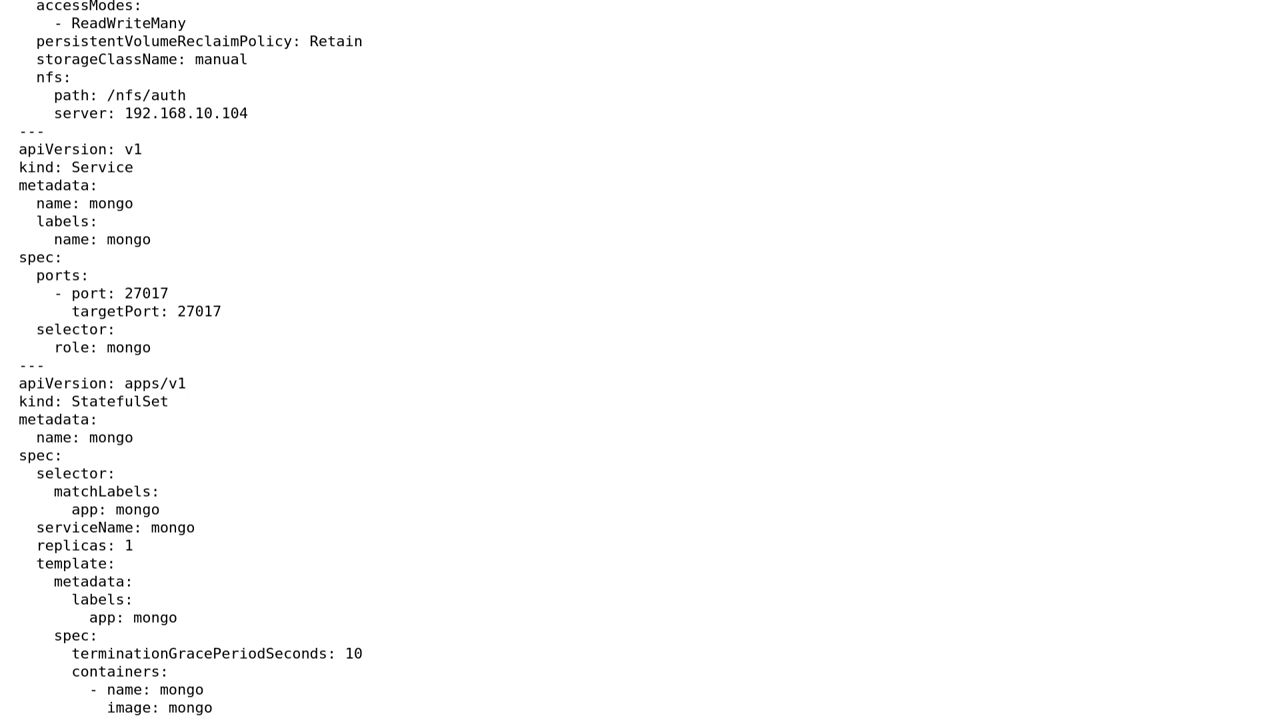 accessModes:
    - ReadWriteMany
  persistentVolumeReclaimPolicy: Retain
  storageClassName: manual
  nfs:
    path: /nfs/auth
    server: 192.168.10.104
---
apiVersion: v1
kind: Service
metadata:
  name: mongo
  labels:
    name: mongo
spec:
  ports:
    - port: 27017
      targetPort: 27017
  selector:
    role: mongo
---
apiVersion: apps/v1
kind: StatefulSet
metadata:
  name: mongo
spec:
  selector:
    matchLabels:
      app: mongo
  serviceName: mongo
  replicas: 1
  template:
    metadata:
      labels:
        app: mongo
    spec:
      terminationGracePeriodSeconds: 10
      containers:
        - name: mongo
          image: mongo